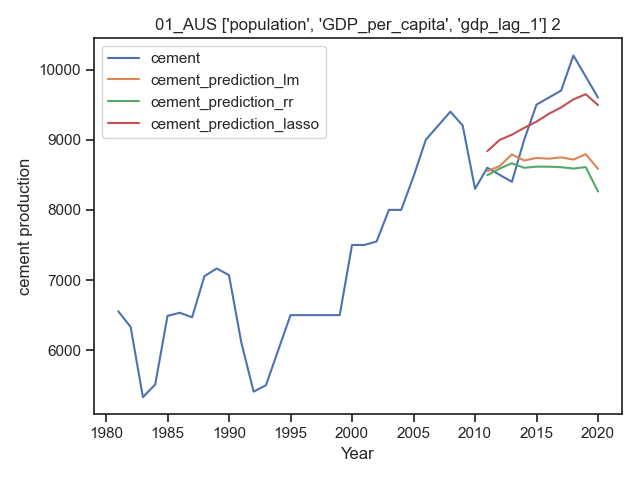 01_AUS ['population', 'GDP_per_capita', 'gdp_lag_1'] 2
cement
cement_prediction_lm
cement_prediction_rr
cement_prediction_lasso
cement production
10000
9000
8000
7000
6000
1980
1985
1990
1995
2000
2005
2010
2015
2020
Year